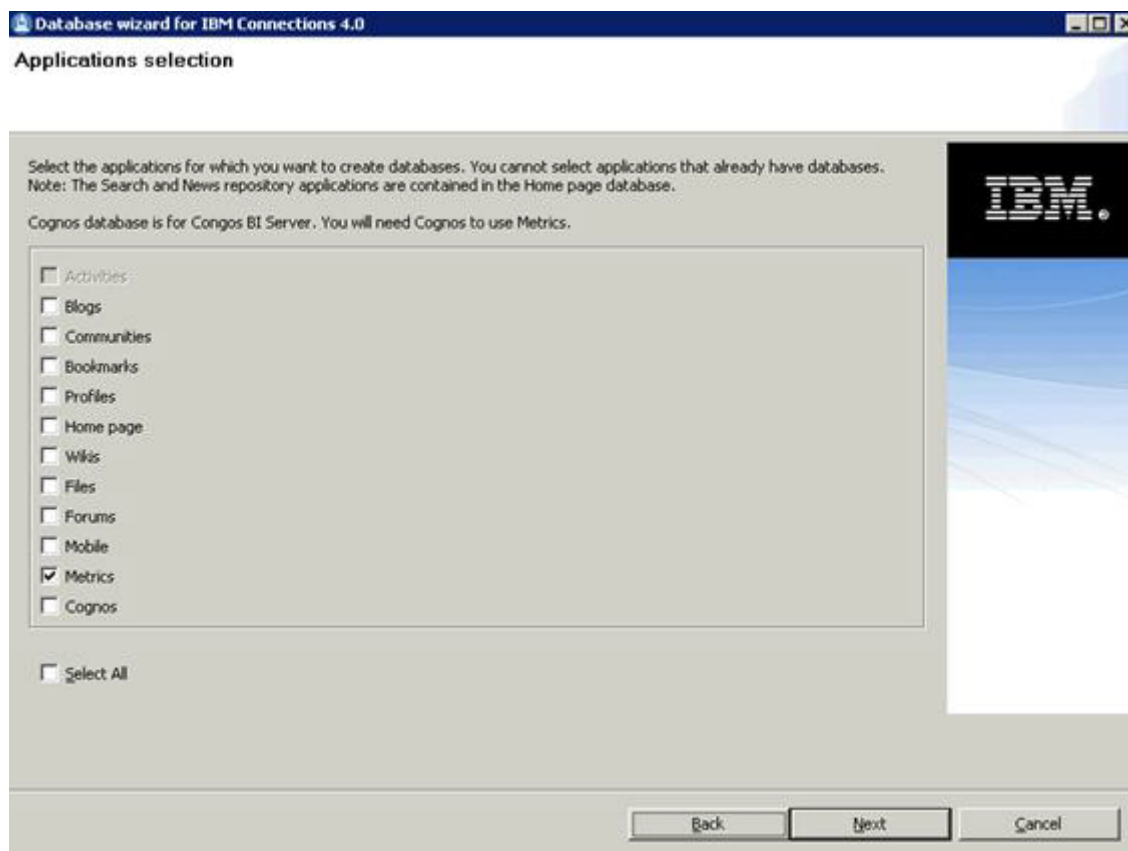 Database wizard for IBM Connections 4.0
Applications selection
Select the applications for which you want to create databases. You cannot select applications that already have databases.
Note: The Search and News repository applications are contained in the Home page database.
Cognos database is for Congos BI Server. You will need Cognos to use Metrics.
IBM.
Activities
Blogs
Communities
Bookmarks
Profiles
Home page
Wikis
Files
Forums
Mobile
Metrics
Cognos
Select All
Back Next Cancel